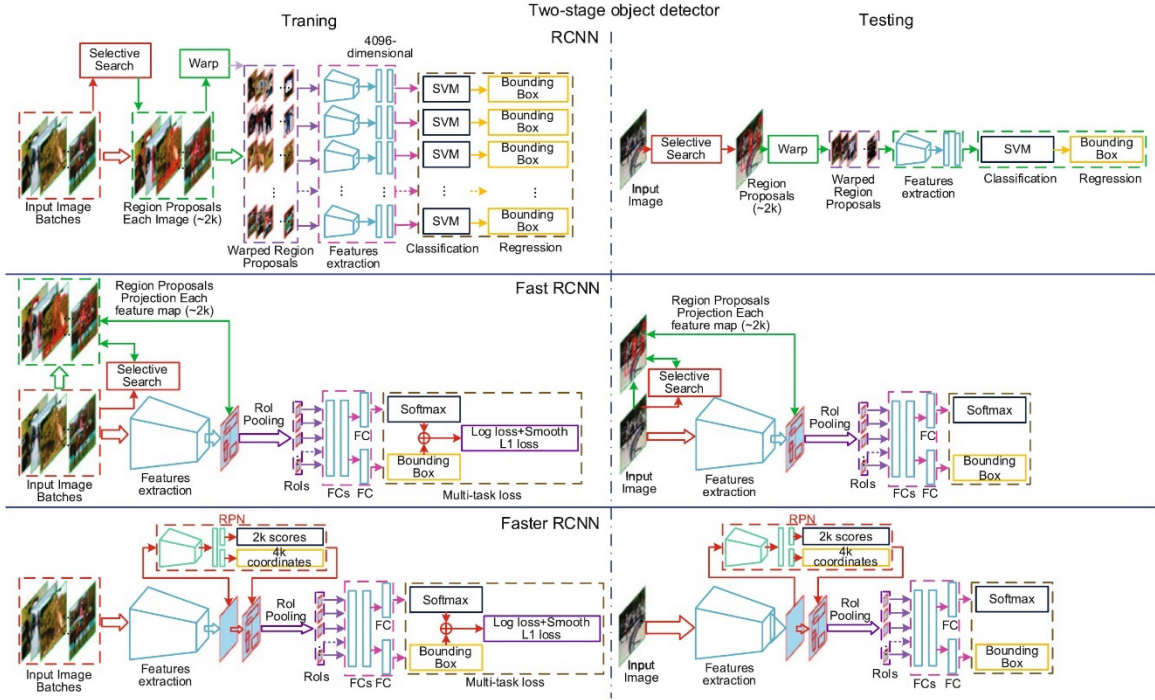 Two-stage object detector
Traning
Testing
RCNN
Selective
Search
Warp
4096-
dimensional
SVM
Bounding
Box
SVM
Bounding
Box
SVM
Bounding
Box
SVM
Bounding
Box
Input Image
Batches
Region Proposals
Each Image (~2k)
Warped Region
Proposals
Features
extraction
Classification
Regression
Input
Image
Selective
Search
Region
Proposals
(~2k)
Warp
Warped
Region
Proposals
Features
extraction
SVM
Classification
Bounding
Box
Regression
Fast RCNN
Region Proposals
Projection Each
feature map (~2k)
Selective
Search
Input Image
Batches
Features
extraction
RoI
Pooling
RoIs
FCs
FC
FC
Softmax
Bounding
Box
Log loss+Smooth
L1 loss
Multi-task loss
Region Proposals
Projection Each
feature map (~2k)
Selective
Search
Input
Image
Features
extraction
RoI
Pooling
RoIs
FCs
FC
FC
Softmax
Bounding
Box
Faster RCNN
RPN
2k scores
4k
coordinates
Input Image
Batches
Features
extraction
RoI
Pooling
RoIs
FCs
FC
FC
Softmax
Bounding
Box
Log loss+Smooth
L1 loss
Multi-task loss
RPN
2k scores
4k
coordinates
Input
Image
Features
extraction
RoI
Pooling
RoIs
FCs
FC
FC
Softmax
Bounding
Box